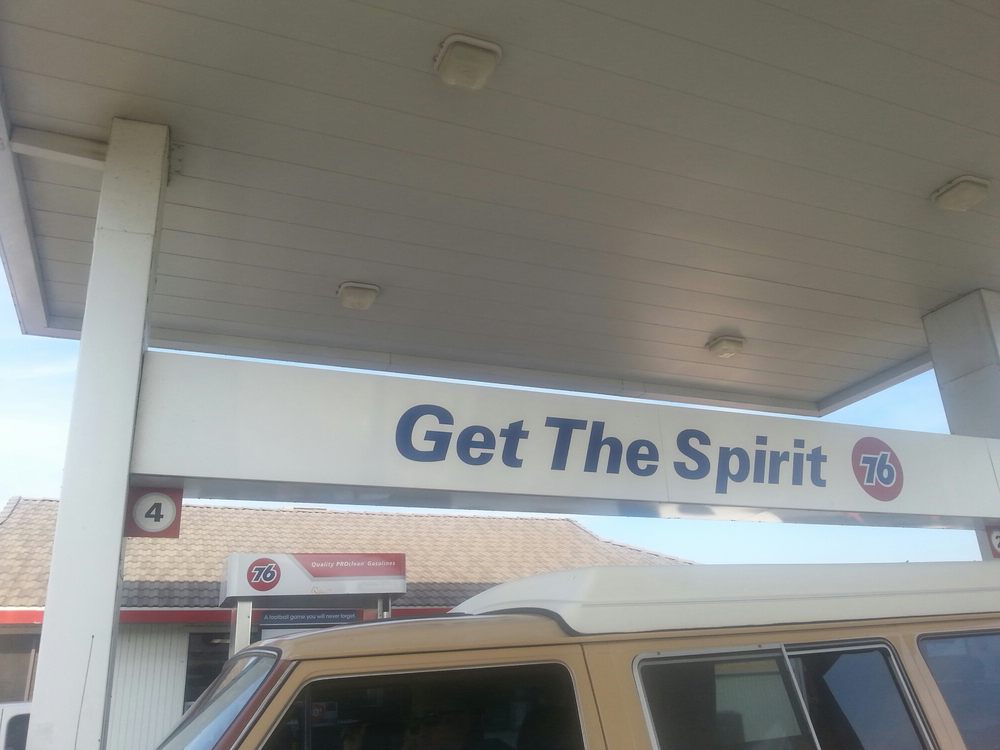 Get The Spirit 76
4
76 Quality PROclean Gasolines
A football game you will never forget.